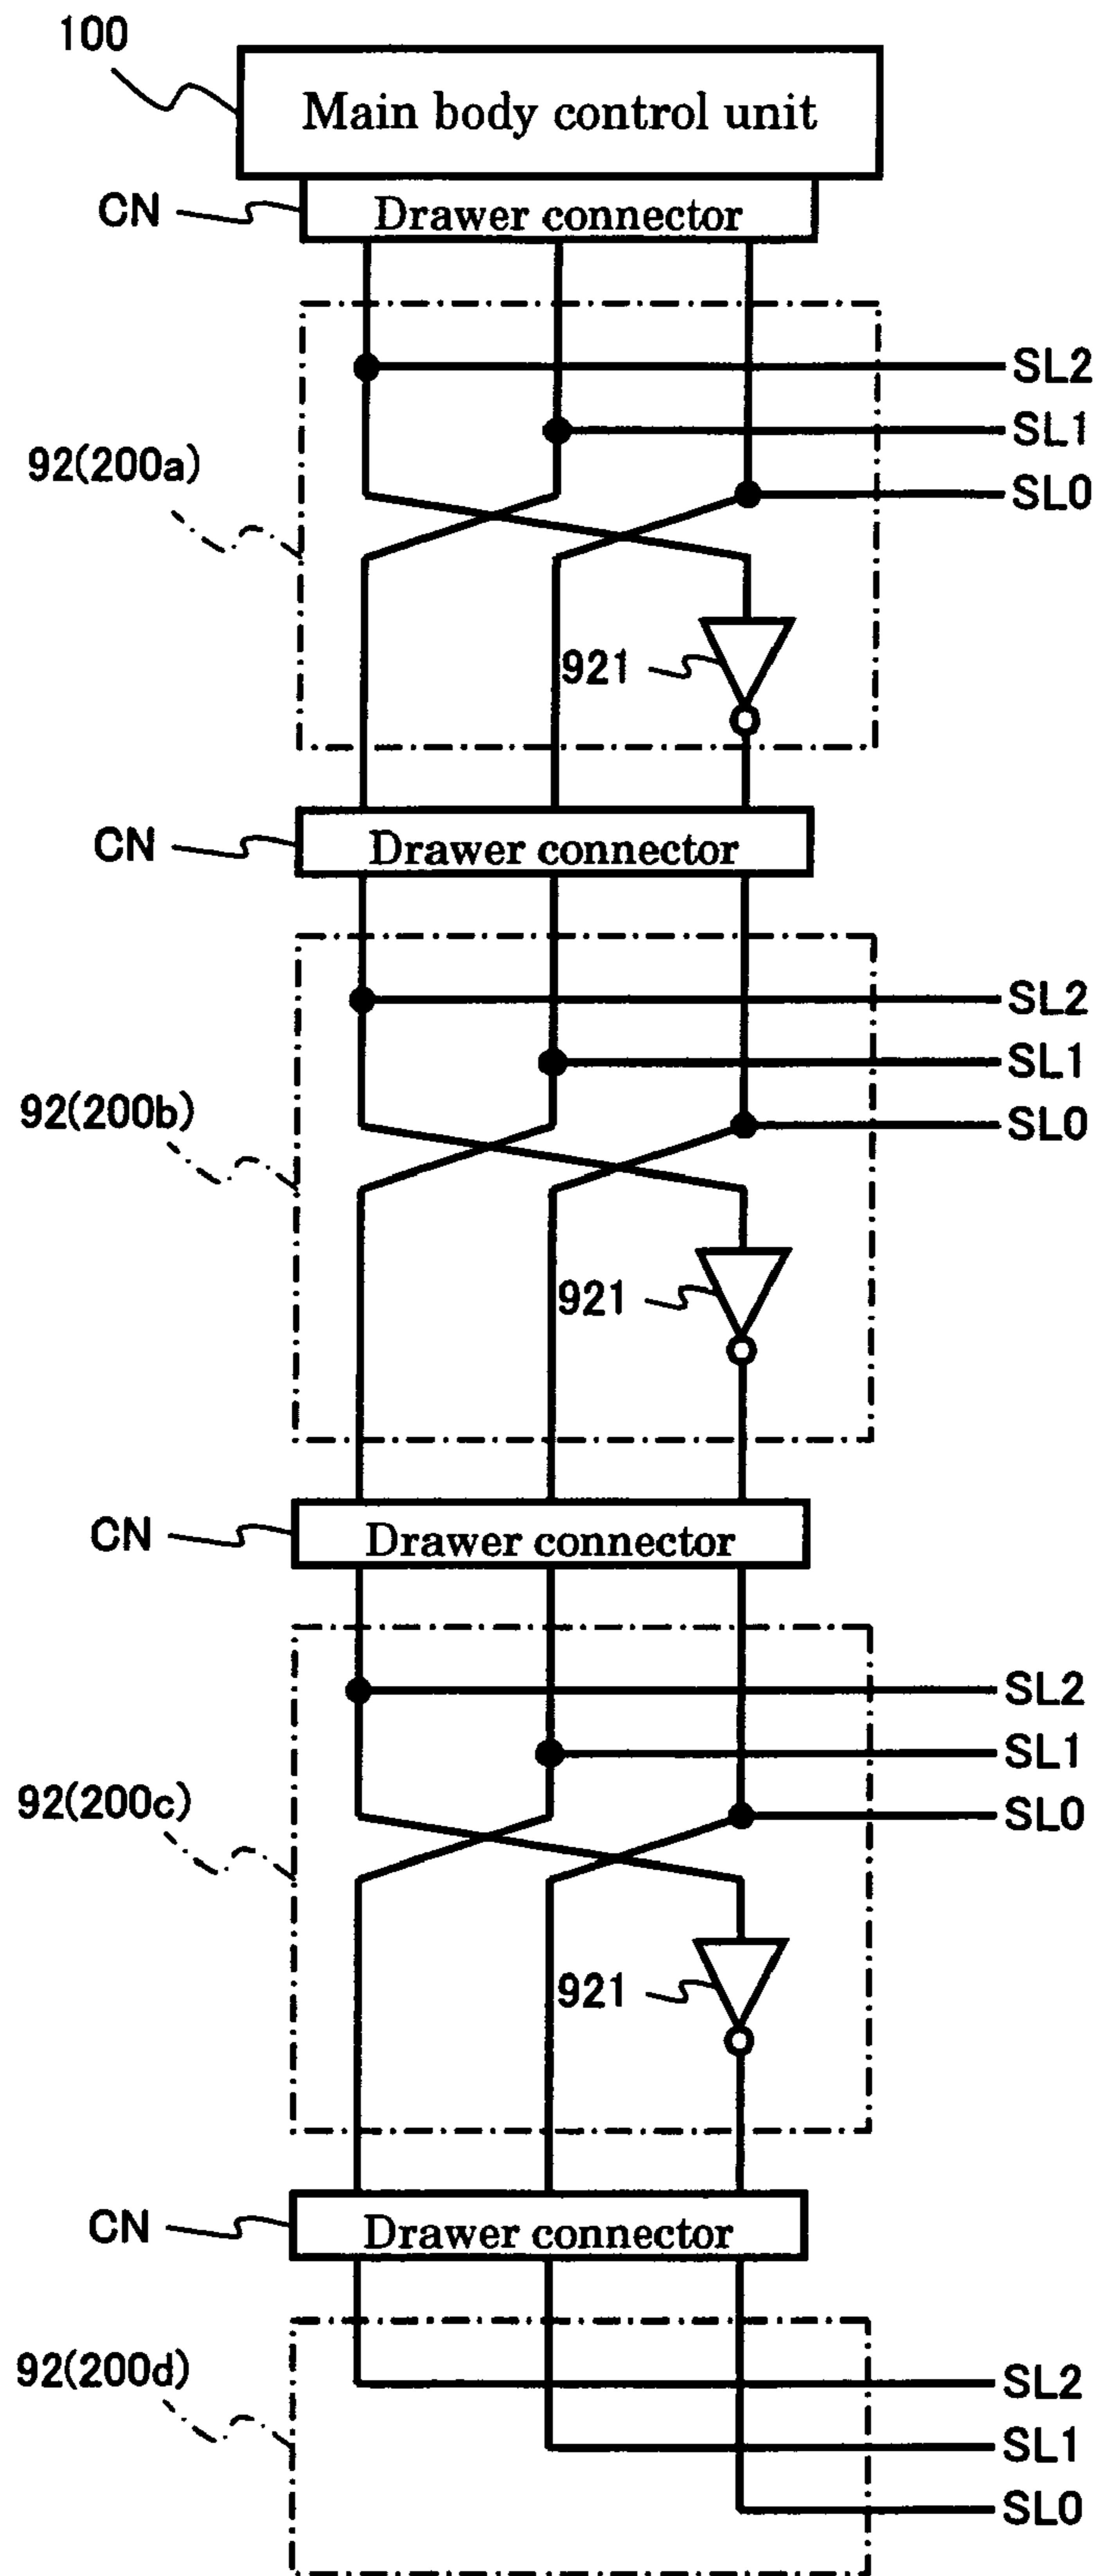 100
Main body control unit
CN
Drawer connector
SL2
SL1
92(200a)
SL0
921
CN
Drawer connector
SL2
SL1
92(200b)
SL0
921
CN
Drawer connector
SL2
SL1
92(200c)
SL0
921
CN
Drawer connector
92(200d)
SL2
SL1
SL0